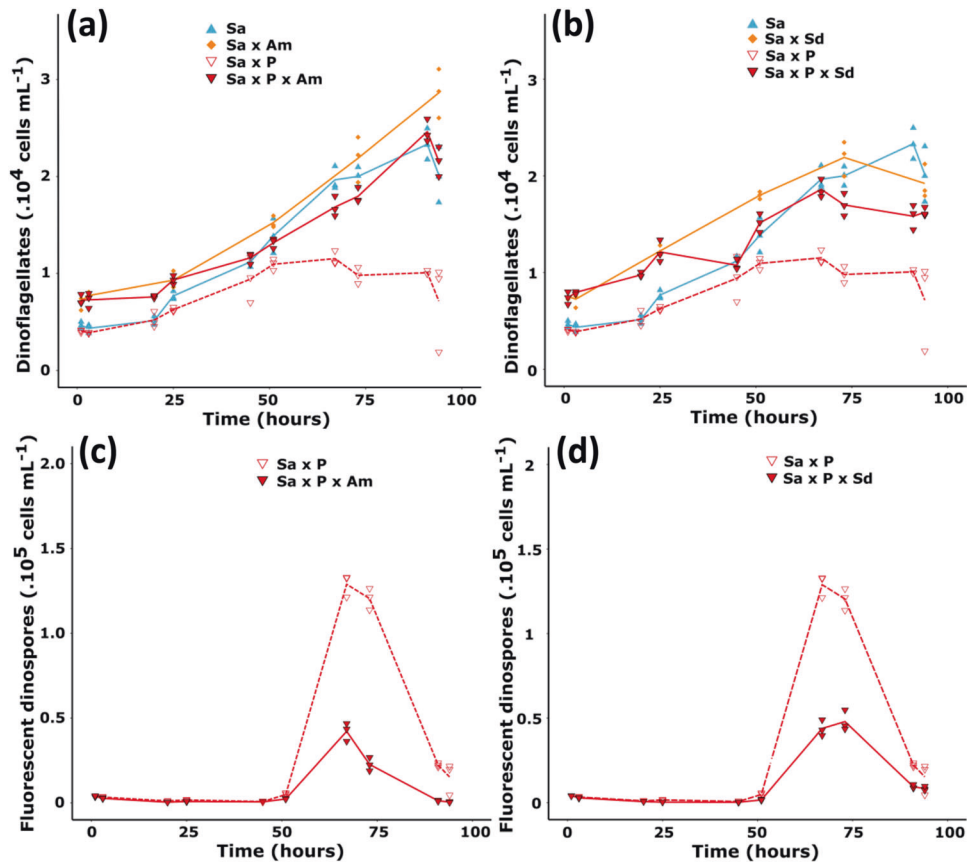 (a)
Sa
Sa x Am
Sa x P
Sa x P x Am
Dinoflagellates (.10⁴ cells mL⁻¹)
3
2
1
0
0 25 50 75 100
Time (hours)
(b)
Sa
Sa x Sd
Sa x P
Sa x P x Sd
Dinoflagellates (.10⁴ cells mL⁻¹)
3
2
1
0
0 25 50 75 100
Time (hours)
(c)
Sa x P
Sa x P x Am
Fluorescent dinospores (.10⁵ cells mL⁻¹)
2.0
1.5
1.0
0.5
0
0 25 50 75 100
Time (hours)
(d)
Sa x P
Sa x P x Sd
Fluorescent dinospores (.10⁵ cells mL⁻¹)
2
1.5
1
0.5
0
0 25 50 75 100
Time (hours)